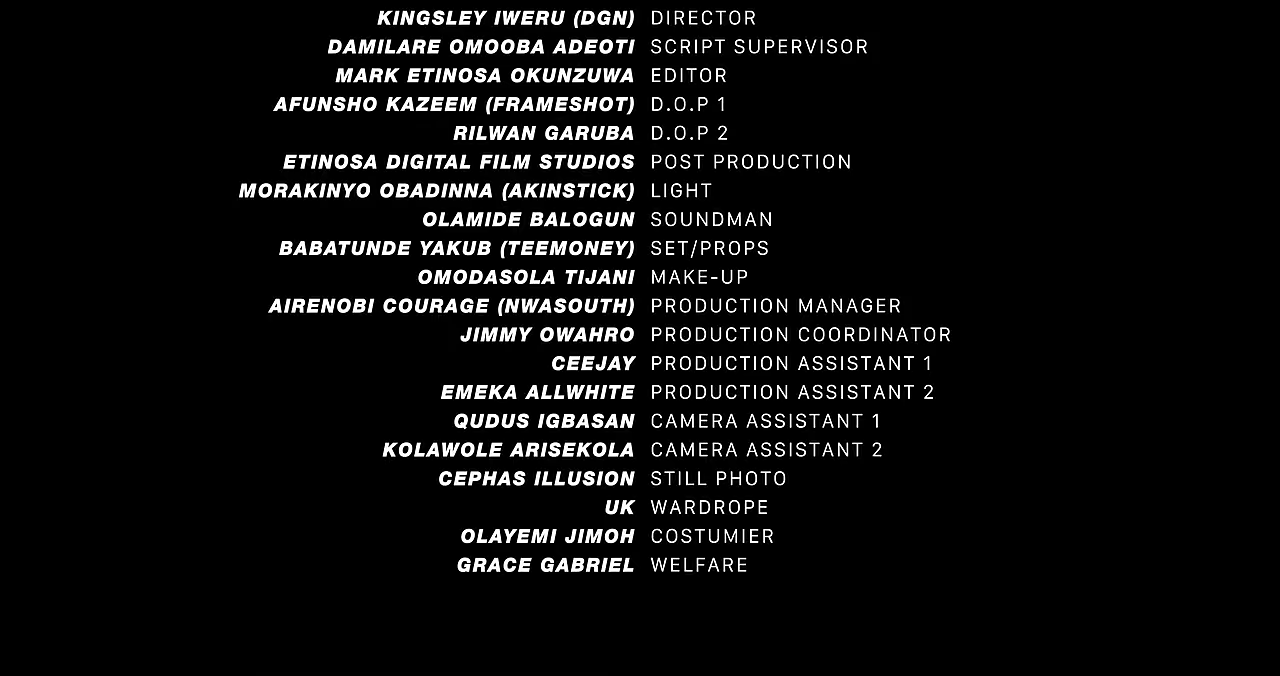 KINGSLEY IWERU (DGN) DIRECTOR
DAMILARE OMOOBA ADEOTI SCRIPT SUPERVISOR
MARK ETINOSA OKUNZUWA EDITOR
AFUNSHO KAZEEM (FRAMESHOT) D.O.P 1
RILWAN GARUBA D.O.P 2
ETINOSA DIGITAL FILM STUDIOS POST PRODUCTION
MORAKINYO OBADINNA (AKINSTICK) LIGHT
OLAMIDE BALOGUN SOUNDMAN
BABATUNDE YAKUB (TEEMONEY) SET/PROPS
OMODASOLA TIJANI MAKE-UP
AIRENOBI COURAGE (NWASOUTH) PRODUCTION MANAGER
JIMMY OWAHRO PRODUCTION COORDINATOR
CEEJAY PRODUCTION ASSISTANT 1
EMEKA ALLWHITE PRODUCTION ASSISTANT 2
QUDUS IGBASAN CAMERA ASSISTANT 1
KOLAWOLE ARISEKOLA CAMERA ASSISTANT 2
CEPHAS ILLUSION STILL PHOTO
UK WARDROPE
OLAYEMI JIMOH COSTUMIER
GRACE GABRIEL WELFARE